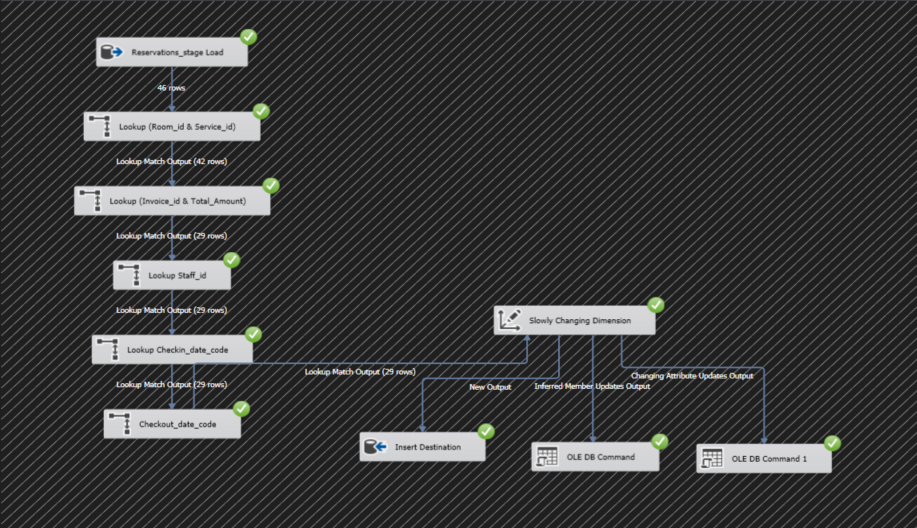 Reservations_stage Load
46 rows
Lookup (Room_id & Service_id)
Lookup Match Output (42 rows)
Lookup (Invoice_id & Total_Amount)
Lookup Match Output (29 rows)
Lookup Staff_id
Lookup Match Output (29 rows)
Lookup Checkin_date_code
Lookup Match Output (29 rows)
Checkout_date_code
Lookup Match Output (29 rows)
Slowly Changing Dimension
New Output
Inferred Member Updates Output
Changing Attribute Updates Output
Insert Destination
OLE DB Command
OLE DB Command 1